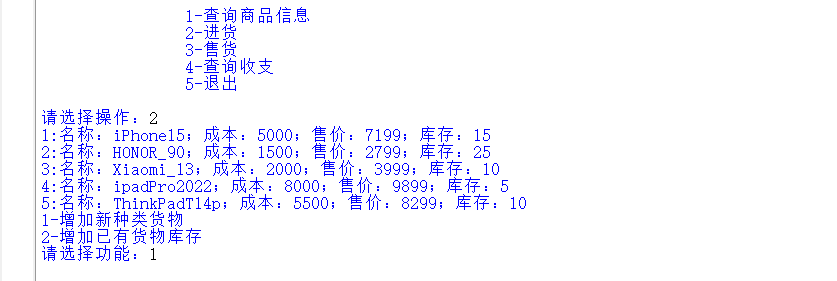 1-查询商品信息
2-进货
3-售货
4-查询收支
5-退出
请选择操作：2
1:名称：iPhone15；成本：5000；售价：7199；库存：15
2:名称：HONOR_90；成本：1500；售价：2799；库存：25
3:名称：Xiaomi_13；成本：2000；售价：3999；库存：10
4:名称：ipadPro2022；成本：8000；售价：9899；库存：5
5:名称：ThinkPadT14p；成本：5500；售价：8299；库存：10
1-增加新种类货物
2-增加已有货物库存
请选择功能：1